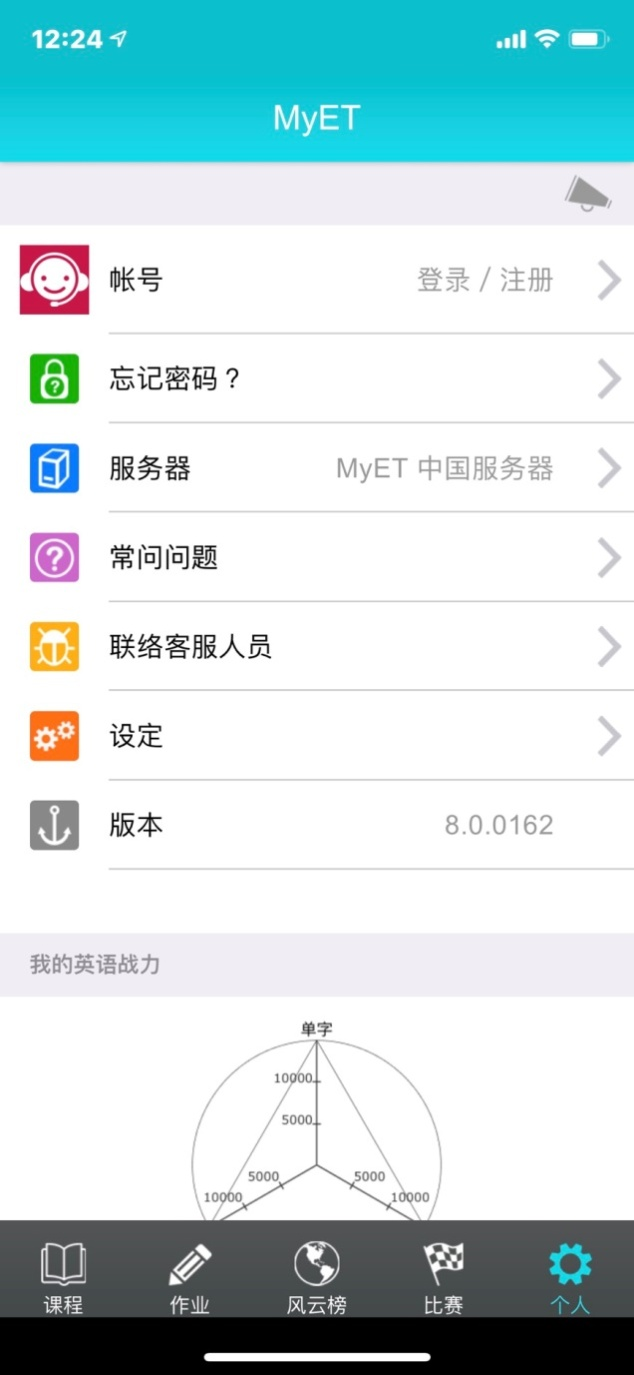 12:24
MyET
帐号 登录 / 注册
忘记密码？
服务器 MyET 中国服务器
常问问题
联络客服人员
设定
版本 8.0.0162
我的英语战力
单字
10000
5000
5000 5000
10000 10000
课程 作业 风云榜 比赛 个人